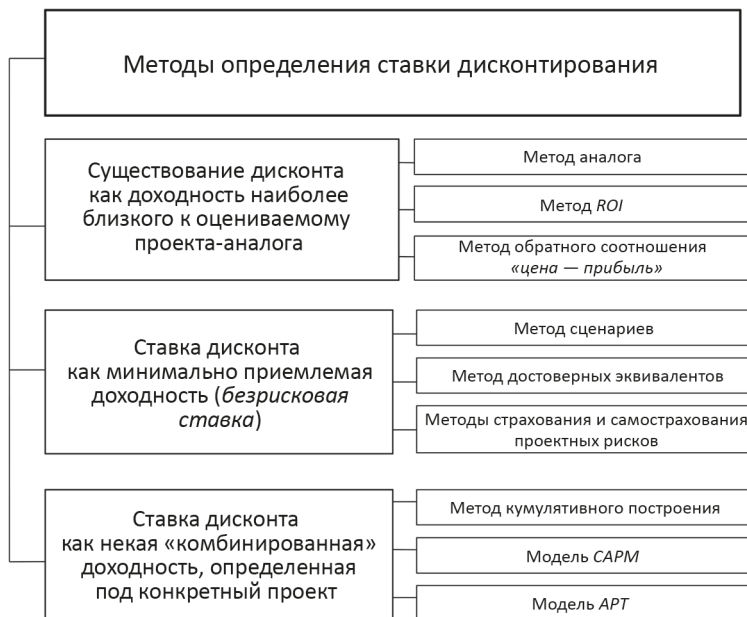 Методы определения ставки дисконтирования
Существование дисконта
как доходность наиболее
близкого к оцениваемому
проекта-аналога
Метод аналога
Метод ROI
Метод обратного соотношения
«цена — прибыль»
Ставка дисконта
как минимально приемлемая
доходность (безрисковая
ставка)
Метод сценариев
Метод достоверных эквивалентов
Методы страхования и самострахования
проектных рисков
Ставка дисконта
как некая «комбинированная»
доходность, определенная
под конкретный проект
Метод кумулятивного построения
Модель CAPM
Модель APT